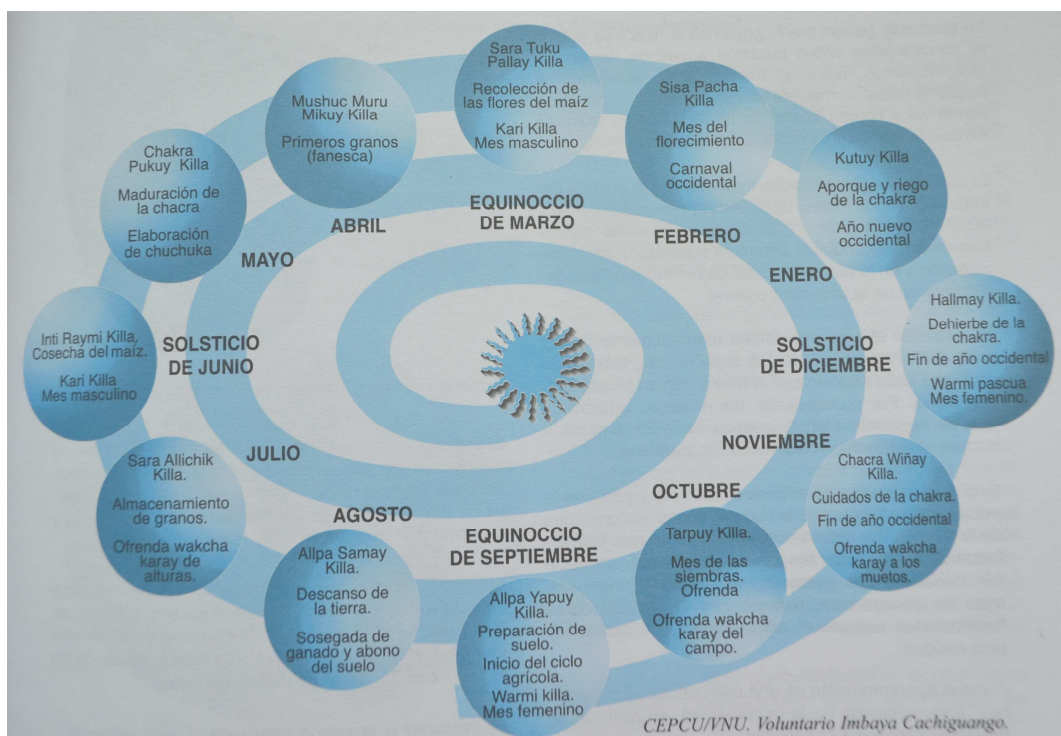 Sara Tuku
Pallay Killa
Recolección de
las flores del maíz
Kari Killa
Mes masculino
Sisa Pacha
Killa
Mes del
florecimiento
Carnaval
occidental
Kutuy Killa
Aporque y riego
de la chakra
Año nuevo
occidental
Hallmay Killa.
Dehierbe de la
chakra.
Fin de año occidental
Warmi pascua
Mes femenino.
Chacra Wiñay
Killa.
Cuidados de la chakra.
Fin de año occidental
Ofrenda wakcha
karay a los
muetos.
Tarpuy Killa.
Mes de las
siembras.
Ofrenda
Ofrenda wakcha
karay del
campo.
Allpa Yapuy
Killa.
Preparación de
suelo.
Inicio del ciclo
agrícola.
Warmi killa.
Mes femenino
Allpa Samay
Killa.
Descanso de
la tierra.
Sosegada de
ganado y abono
del suelo
Sara Allichik
Killa.
Almacenamiento
de granos.
Ofrenda wakcha
karay de
alturas.
Inti Raymi Killa,
Cosecha del maíz.
Kari Killa
Mes masculino
Chakra
Pukuy Killa
Maduración de
la chacra
Elaboración
de chuchuka
Mushuc Muru
Mikuy Killa
Primeros granos
(fanesca)
EQUINOCCIO
DE MARZO
FEBRERO
ENERO
SOLSTICIO
DE DICIEMBRE
NOVIEMBRE
OCTUBRE
EQUINOCCIO
DE SEPTIEMBRE
AGOSTO
JULIO
SOLSTICIO
DE JUNIO
MAYO
ABRIL
CEPCU/VNU. Voluntario Imbaya Cachiguango.